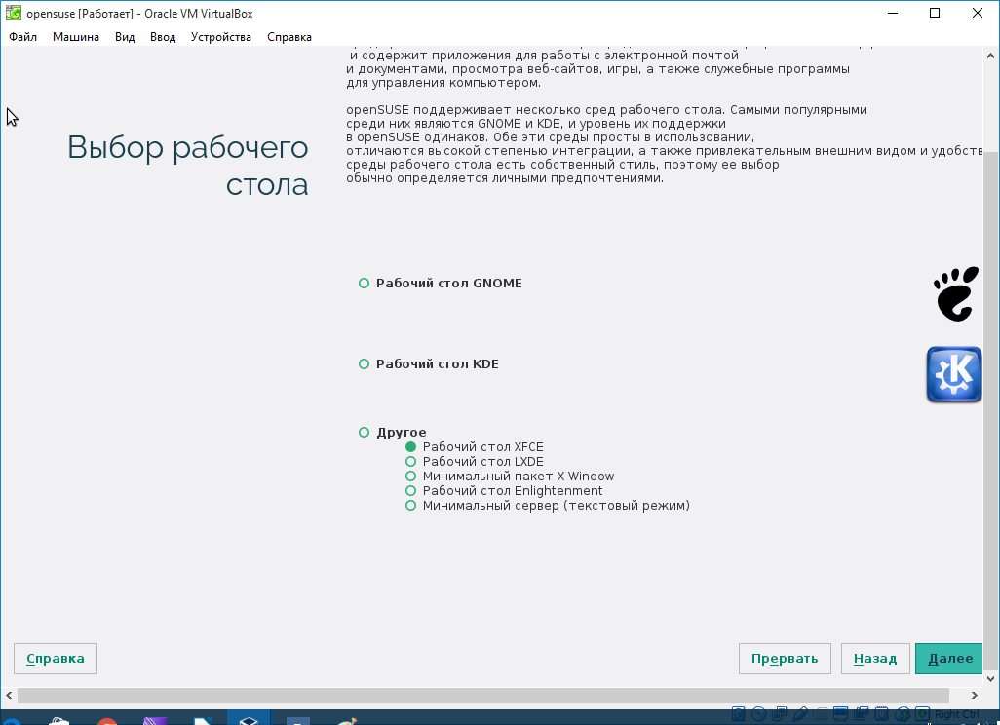 opensuse [Работает] - Oracle VM VirtualBox
Файл Машина Вид Ввод Устройства Справка
и содержит приложения для работы с электронной почтой
и документами, просмотра веб-сайтов, игры, а также служебные программы
для управления компьютером.
openSUSE поддерживает несколько сред рабочего стола. Самыми популярными
среди них являются GNOME и KDE, и уровень их поддержки
в openSUSE одинаков. Обе эти среды просты в использовании,
отличаются высокой степенью интеграции, а также привлекательным внешним видом и удобств
среды рабочего стола есть собственный стиль, поэтому ее выбор
обычно определяется личными предпочтениями.
Выбор рабочего
стола
Рабочий стол GNOME
Рабочий стол KDE
Другое
Рабочий стол XFCE
Рабочий стол LXDE
Минимальный пакет X Window
Рабочий стол Enlightenment
Минимальный сервер (текстовый режим)
Справка Прервать Назад Далее
Right Ctrl